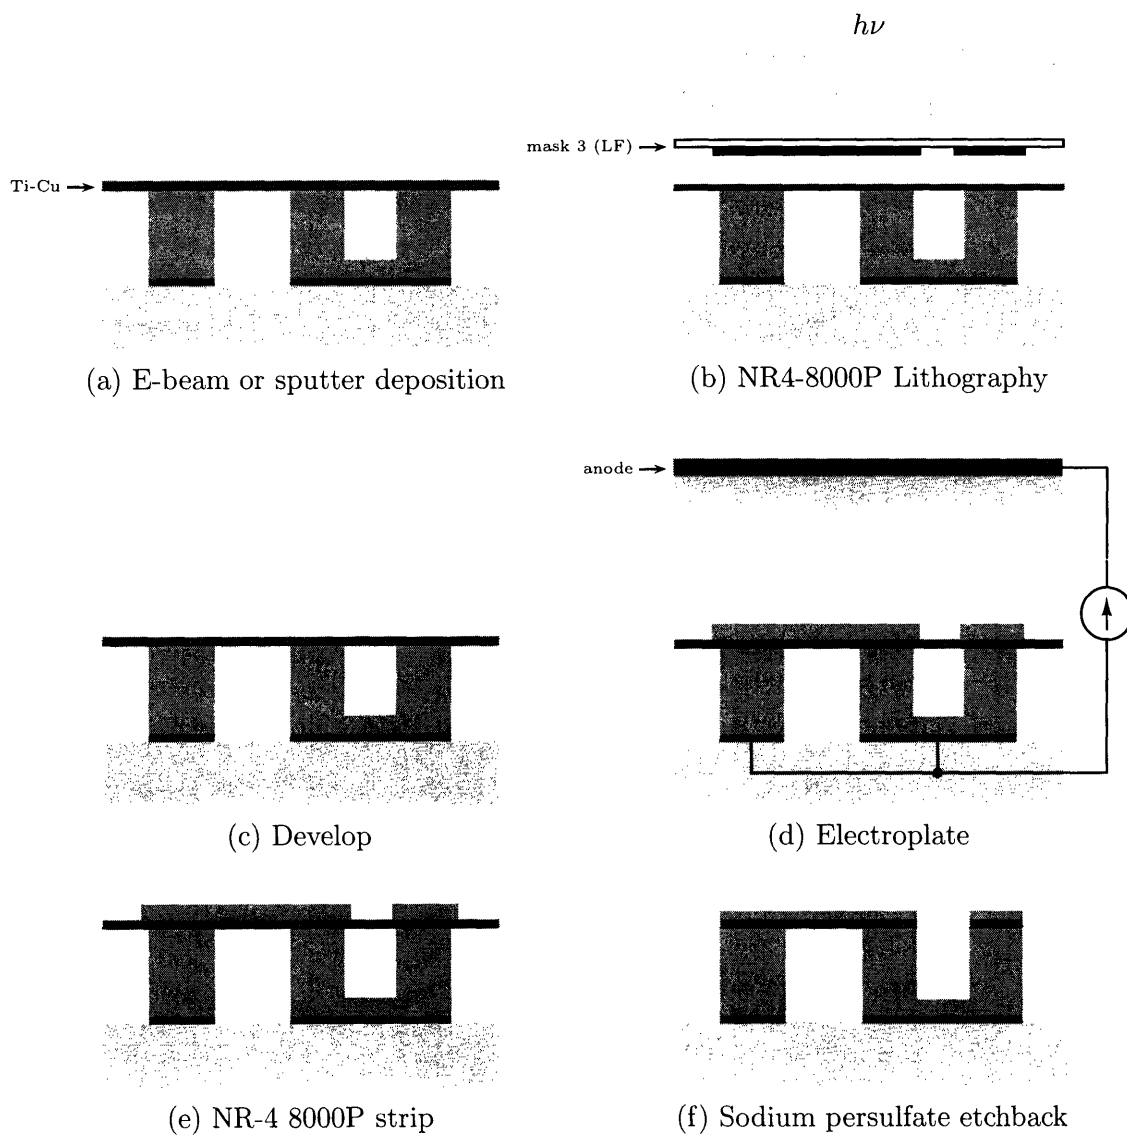 hν
mask 3 (LF)
Ti-Cu
(a) E-beam or sputter deposition
(b) NR4-8000P Lithography
anode
(c) Develop
(d) Electroplate
(e) NR-4 8000P strip
(f) Sodium persulfate etchback